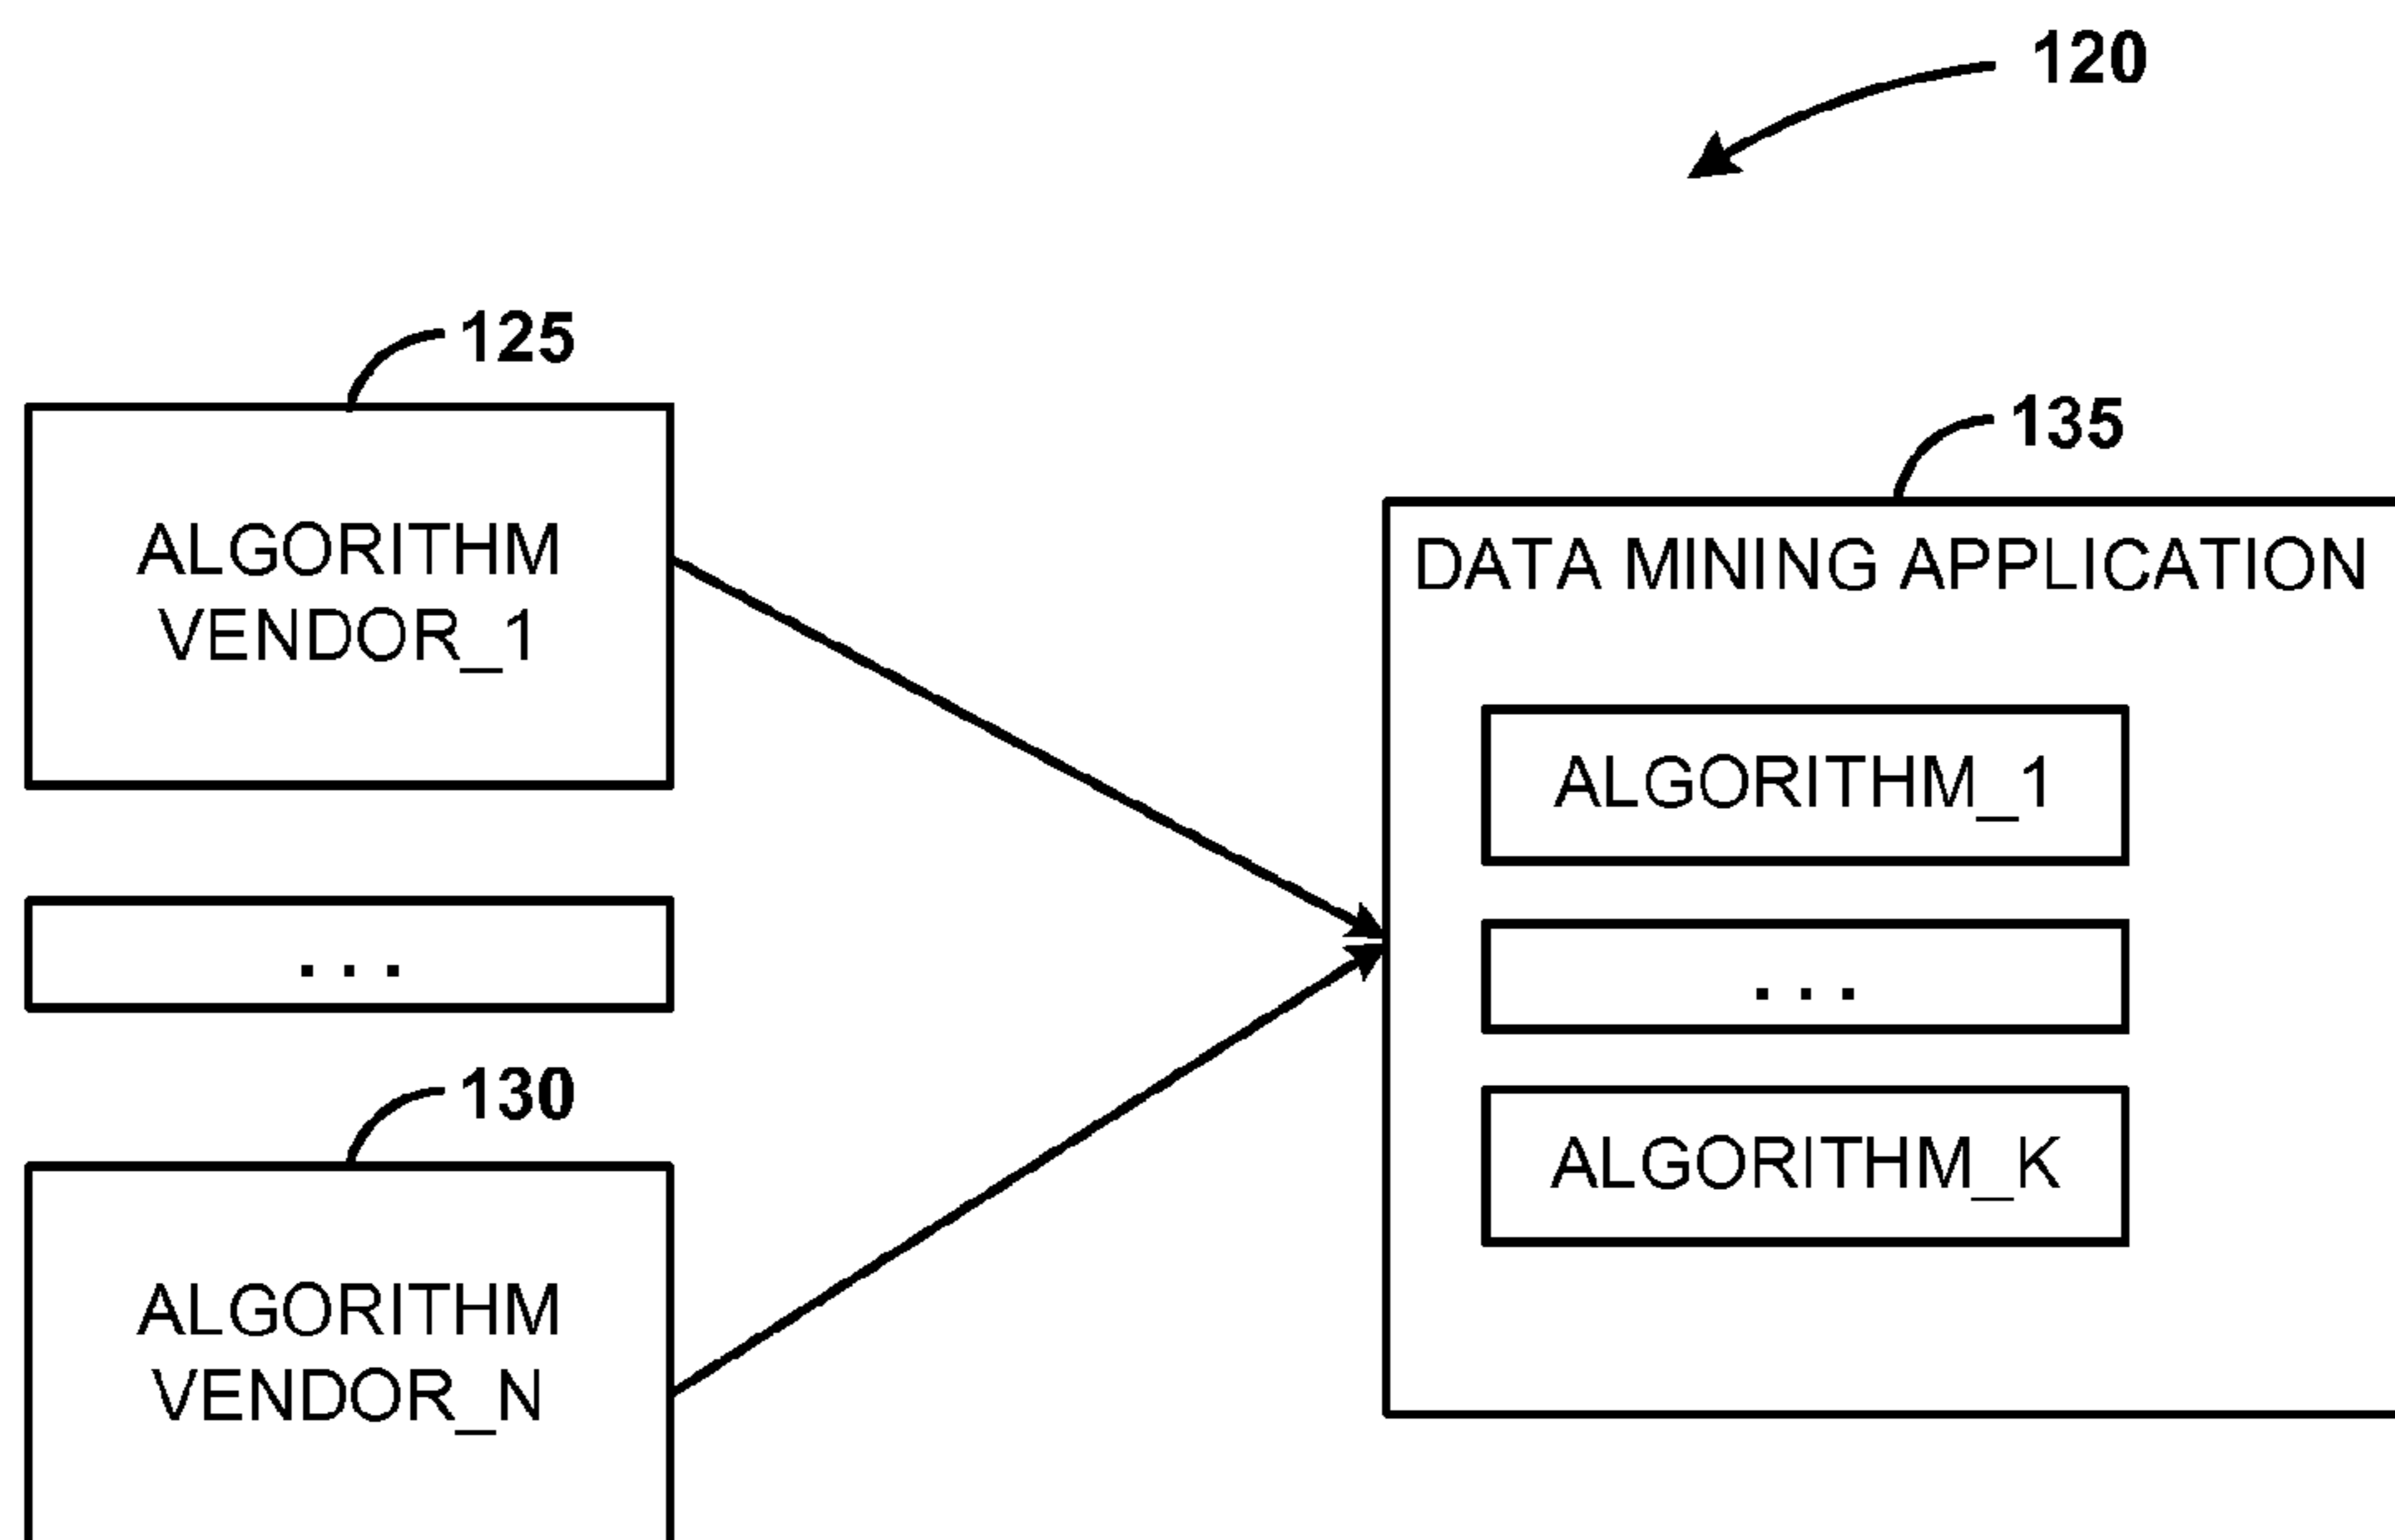 120
125
ALGORITHM
VENDOR_1
...
130
ALGORITHM
VENDOR_N
135
DATA MINING APPLICATION
ALGORITHM_1
...
ALGORITHM_K